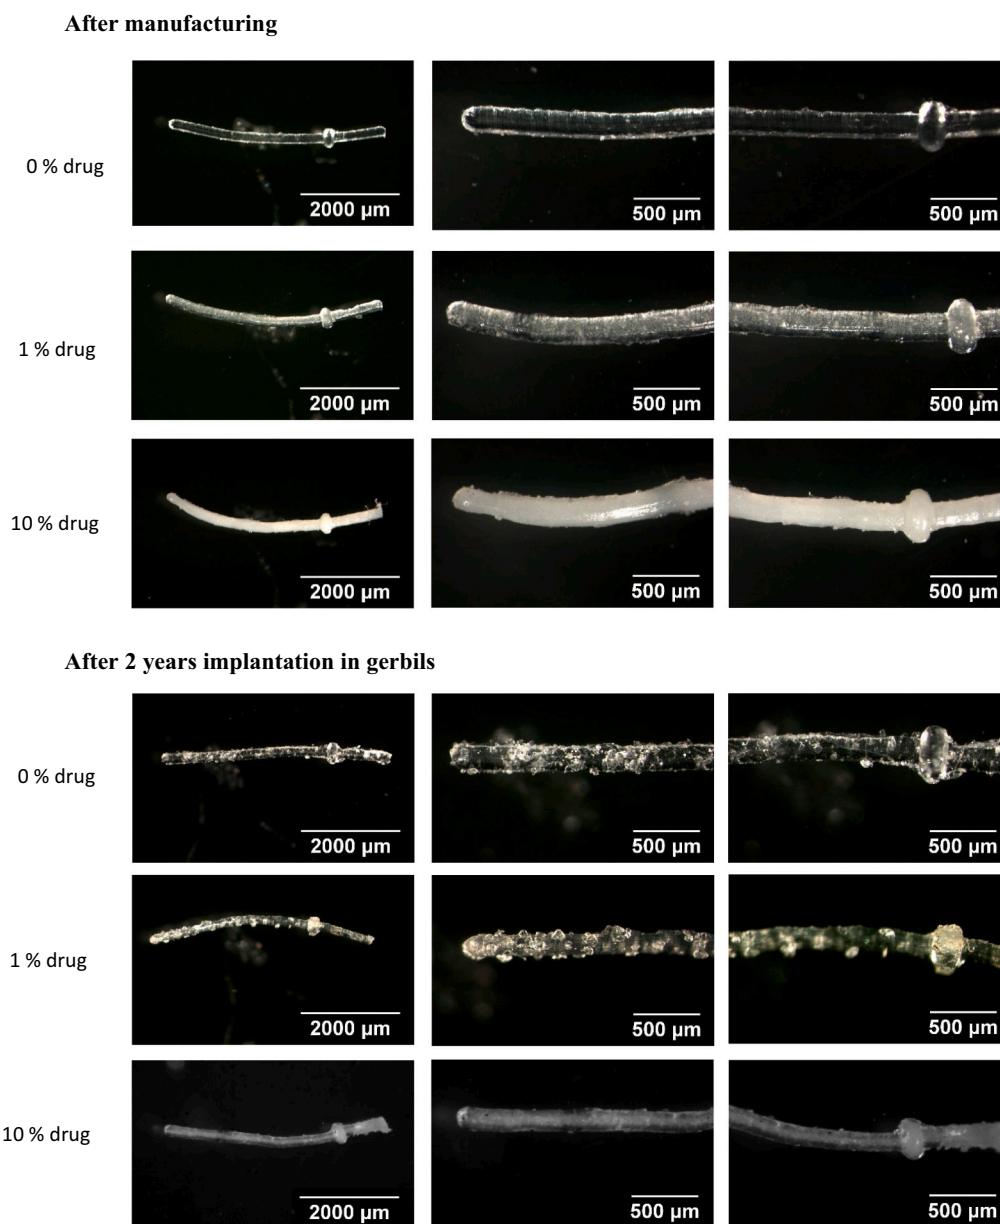 After manufacturing
0 % drug
2000 µm
500 µm
500 µm
1 % drug
2000 µm
500 µm
500 µm
10 % drug
2000 µm
500 µm
500 µm
After 2 years implantation in gerbils
0 % drug
2000 µm
500 µm
500 µm
1 % drug
2000 µm
500 µm
500 µm
10 % drug
2000 µm
500 µm
500 µm